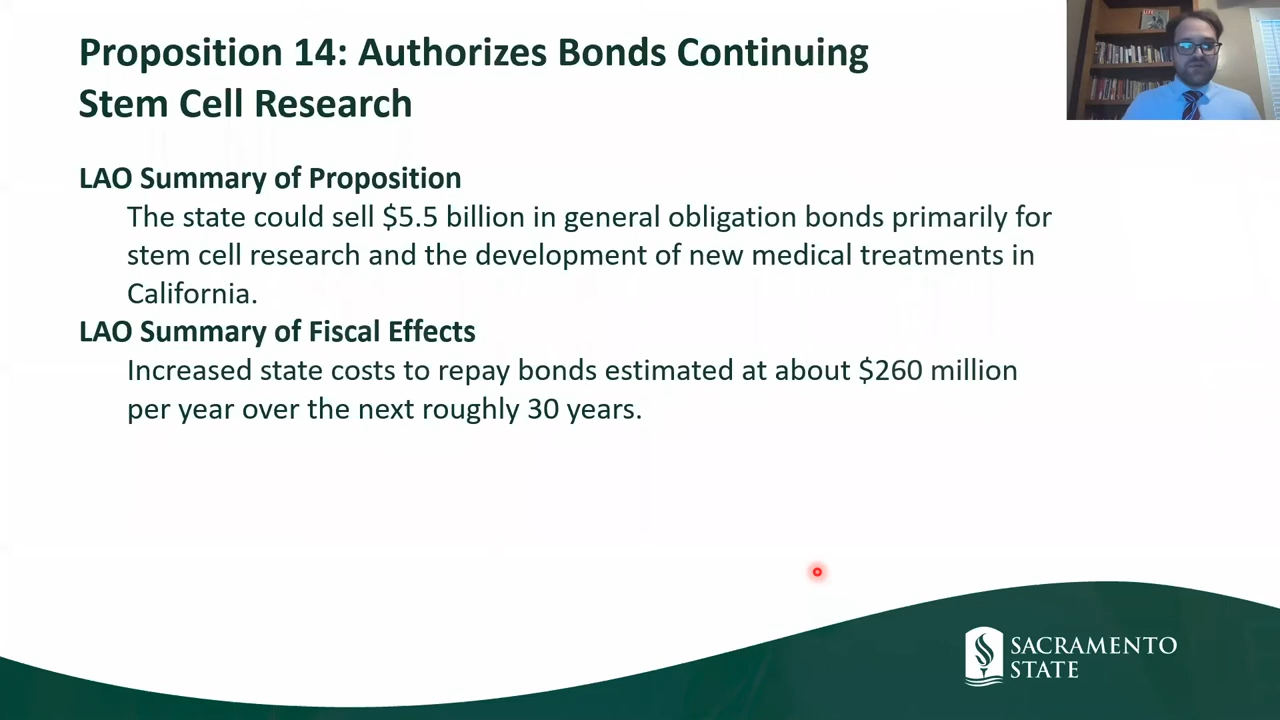 Proposition 14: Authorizes Bonds Continuing
Stem Cell Research
LAO Summary of Proposition
The state could sell $5.5 billion in general obligation bonds primarily for
stem cell research and the development of new medical treatments in
California.
LAO Summary of Fiscal Effects
Increased state costs to repay bonds estimated at about $260 million
per year over the next roughly 30 years.
SACRAMENTO
STATE